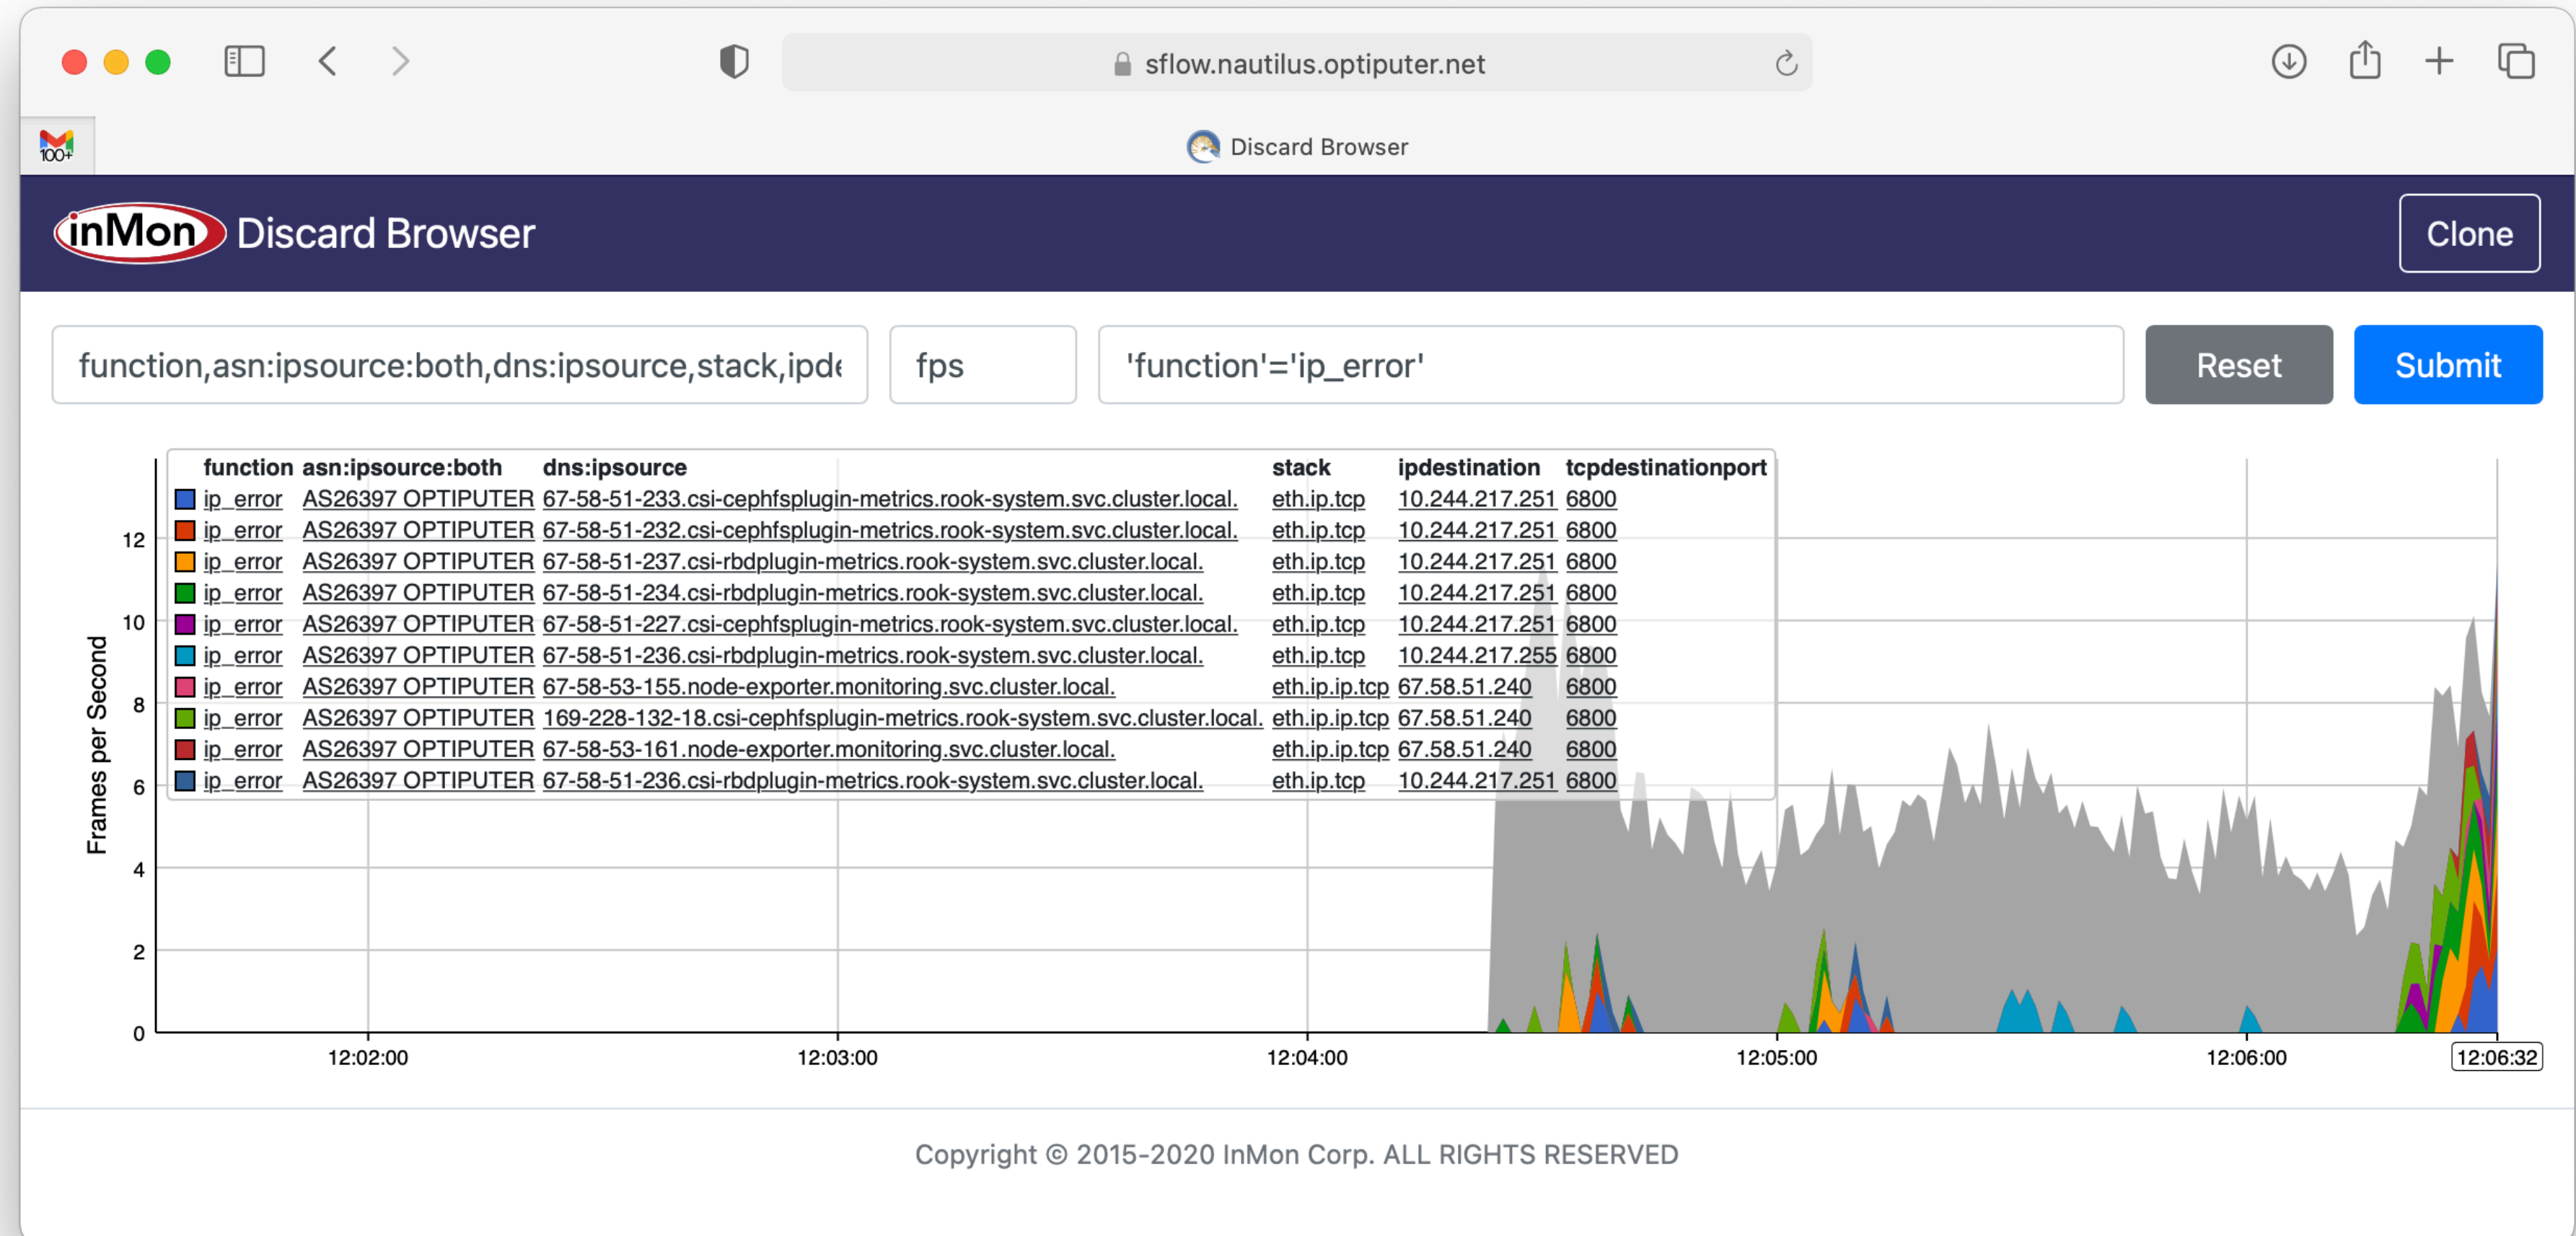 sflow.nautilus.optiputer.net
100+
Discard Browser
inMon Discard Browser
Clone
function,asn:ipsource:both,dns:ipsource,stack,ipde
fps
'function'='ip_error'
Reset
Submit
function asn:ipsource:both dns:ipsource stack ipdestination tcpdestinationport
ip_error AS26397 OPTIPUTER 67-58-51-233.csi-cephfsplugin-metrics.rook-system.svc.cluster.local. eth.ip.tcp 10.244.217.251 6800
ip_error AS26397 OPTIPUTER 67-58-51-232.csi-cephfsplugin-metrics.rook-system.svc.cluster.local. eth.ip.tcp 10.244.217.251 6800
ip_error AS26397 OPTIPUTER 67-58-51-237.csi-rbdplugin-metrics.rook-system.svc.cluster.local. eth.ip.tcp 10.244.217.251 6800
ip_error AS26397 OPTIPUTER 67-58-51-234.csi-rbdplugin-metrics.rook-system.svc.cluster.local. eth.ip.tcp 10.244.217.251 6800
ip_error AS26397 OPTIPUTER 67-58-51-227.csi-cephfsplugin-metrics.rook-system.svc.cluster.local. eth.ip.tcp 10.244.217.251 6800
ip_error AS26397 OPTIPUTER 67-58-51-236.csi-rbdplugin-metrics.rook-system.svc.cluster.local. eth.ip.tcp 10.244.217.255 6800
ip_error AS26397 OPTIPUTER 67-58-53-155.node-exporter.monitoring.svc.cluster.local. eth.ip.ip.tcp 67.58.51.240 6800
ip_error AS26397 OPTIPUTER 169-228-132-18.csi-cephfsplugin-metrics.rook-system.svc.cluster.local. eth.ip.ip.tcp 67.58.51.240 6800
ip_error AS26397 OPTIPUTER 67-58-53-161.node-exporter.monitoring.svc.cluster.local. eth.ip.ip.tcp 67.58.51.240 6800
ip_error AS26397 OPTIPUTER 67-58-51-236.csi-rbdplugin-metrics.rook-system.svc.cluster.local. eth.ip.tcp 10.244.217.251 6800
Frames per Second
12
10
8
6
4
2
0
12:02:00 12:03:00 12:04:00 12:05:00 12:06:00 12:06:32
Copyright © 2015-2020 InMon Corp. ALL RIGHTS RESERVED